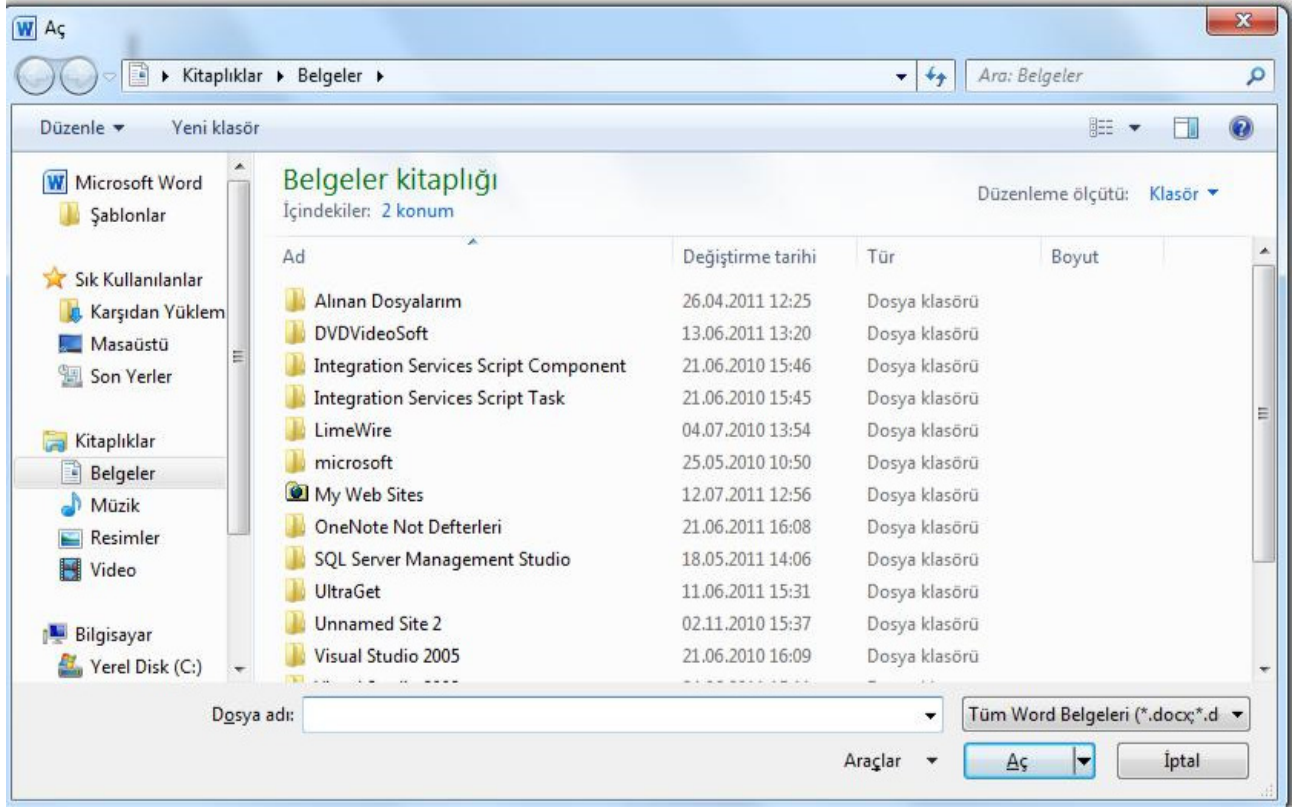 Aç
Kitaplıklar ▸ Belgeler ▸
Ara: Belgeler
Düzenle
Yeni klasör
Microsoft Word
Şablonlar
Sık Kullanılanlar
Karşıdan Yüklem
Masaüstü
Son Yerler
Kitaplıklar
Belgeler
Müzik
Resimler
Video
Bilgisayar
Yerel Disk (C:)
Belgeler kitaplığı
İçindekiler: 2 konum
Düzenleme ölçütü: Klasör
Ad Değiştirme tarihi Tür Boyut
Alınan Dosyalarım 26.04.2011 12:25 Dosya klasörü
DVDVideoSoft 13.06.2011 13:20 Dosya klasörü
Integration Services Script Component 21.06.2010 15:46 Dosya klasörü
Integration Services Script Task 21.06.2010 15:45 Dosya klasörü
LimeWire 04.07.2010 13:54 Dosya klasörü
microsoft 25.05.2010 10:50 Dosya klasörü
My Web Sites 12.07.2011 12:56 Dosya klasörü
OneNote Not Defterleri 21.06.2011 16:08 Dosya klasörü
SQL Server Management Studio 18.05.2011 14:06 Dosya klasörü
UltraGet 11.06.2011 15:31 Dosya klasörü
Unnamed Site 2 02.11.2010 15:37 Dosya klasörü
Visual Studio 2005 21.06.2010 16:09 Dosya klasörü
Dosya adı:
Tüm Word Belgeleri (*.docx;*.d
Araçlar
Aç
İptal